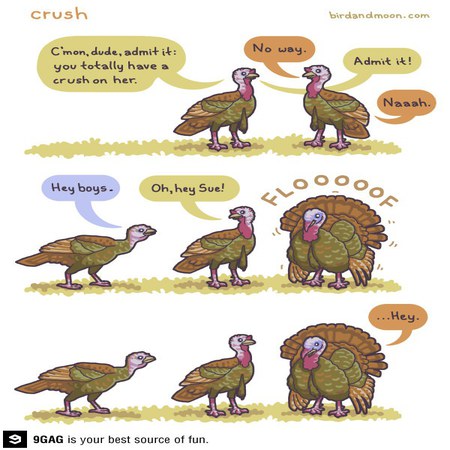 crush
birdandmoon.com
C'mon, dude, admit it:
you totally have a
crush on her.
No way.
Admit it!
Naaah.
Hey boys.
Oh, hey Sue!
FLOOOOOOF
...Hey.
9GAG is your best source of fun.